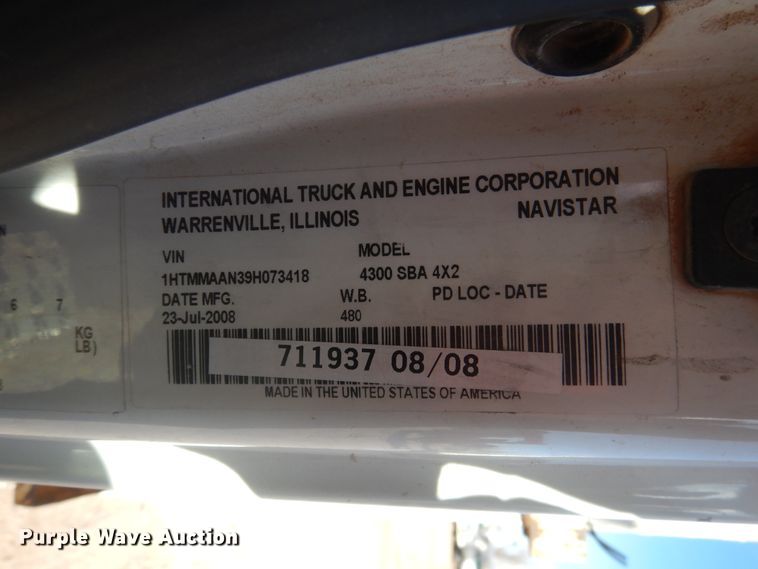 INTERNATIONAL TRUCK AND ENGINE CORPORATION
WARRENVILLE, ILLINOIS NAVISTAR
VIN MODEL
1HTMMAAN39H073418 4300 SBA 4X2
DATE MFG. W.B. PD LOC - DATE
23-Jul-2008 480
711937 08/08
MADE IN THE UNITED STATES OF AMERICA
N
6 7
KG
LB)
Purple Wave Auction